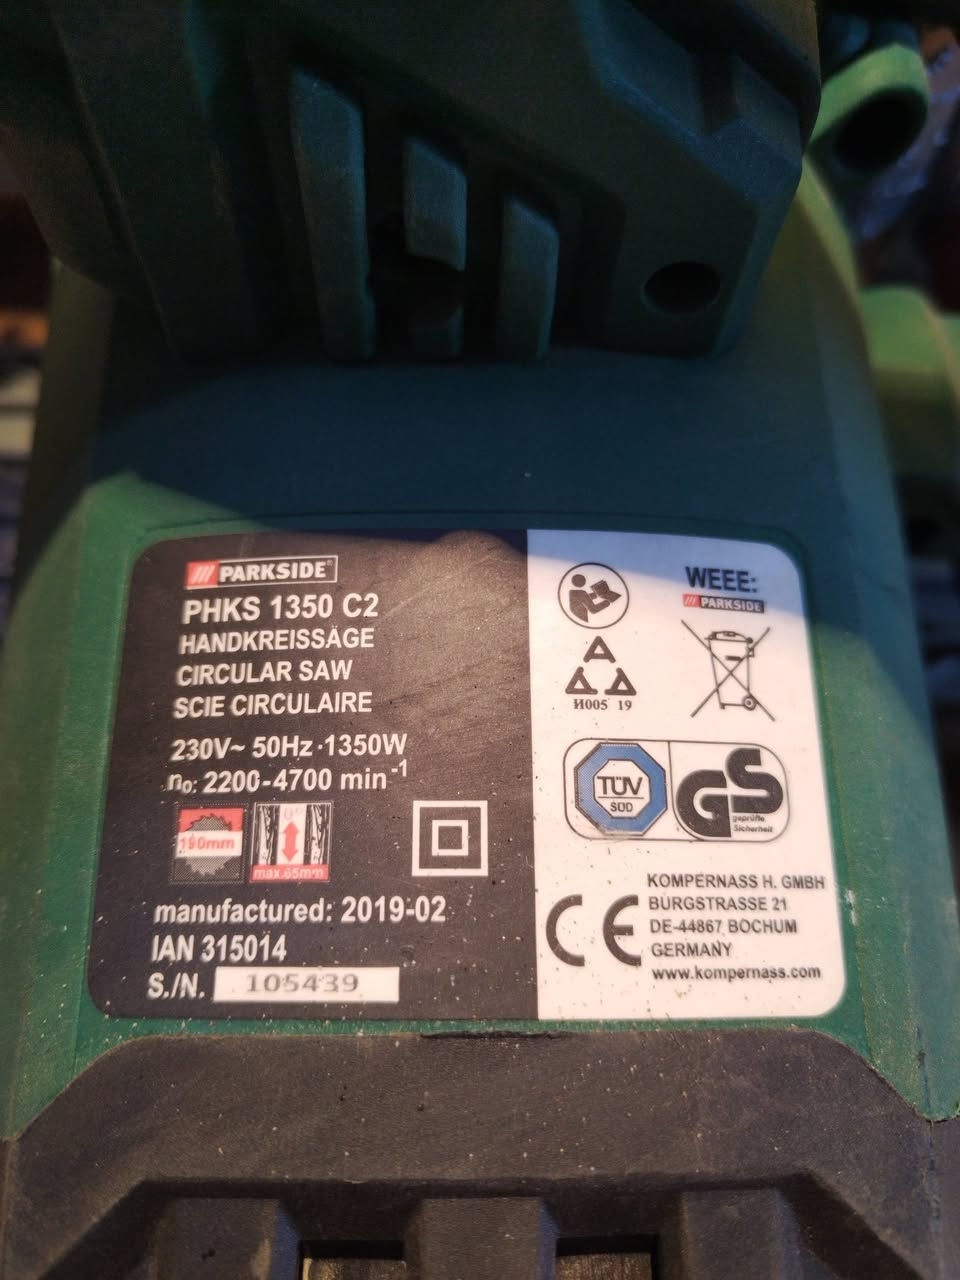 PARKSIDE®
PHKS 1350 C2
HANDKREISSÄGE
CIRCULAR SAW
SCIE CIRCULAIRE
230V~ 50Hz · 1350W
n₀: 2200-4700 min⁻¹
190mm
0°
max.65mm
manufactured: 2019-02
IAN 315014
S./N. 105439
WEEE:
PARKSIDE
И005 19
TÜV
SÜD
GS
geprüfte
Sicherheit
CE
KOMPERNASS H. GMBH
BURGSTRASSE 21
DE-44867 BOCHUM
GERMANY
www.kompernass.com